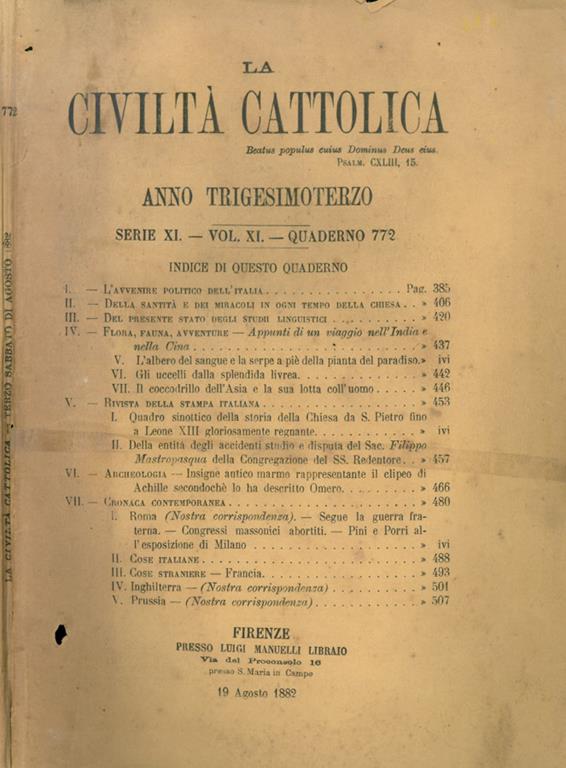 LA
CIVILTÀ CATTOLICA
Beatus populus cuius Dominus Deus eius.
PSALM. CXLIII, 15.
ANNO TRIGESIMOTERZO
SERIE XI. — VOL. XI. — QUADERNO 772
INDICE DI QUESTO QUADERNO
I. — L'AVVENIRE POLITICO DELL'ITALIA . . . . . . . . . . . . . . . . Pag. 385
II. — DELLA SANTITÀ E DEI MIRACOLI IN OGNI TEMPO DELLA CHIESA . . » 406
III. — DEL PRESENTE STATO DEGLI STUDII LINGUISTICI . . . . . . . . . » 420
IV. — FLORA, FAUNA, AVVENTURE — Appunti di un viaggio nell'India e
nella Cina . . . . . . . . . . . . . . . . . . . . . . » 437
V. L'albero del sangue e la serpe a piè della pianta del paradiso. » ivi
VI. Gli uccelli dalla splendida livrea. . . . . . . . . . . . . » 442
VII. Il coccodrillo dell'Asia e la sua lotta coll'uomo . . . . . » 446
V. — RIVISTA DELLA STAMPA ITALIANA . . . . . . . . . . . . . . . » 453
I. Quadro sinottico della storia della Chiesa da S. Pietro fino
a Leone XIII gloriosamente regnante. . . . . . . . . . . » ivi
II. Della entità degli accidenti studio e disputa del Sac. Filippo
Mastropasqua della Congregazione del SS. Redentore. . » 457
VI. — ARCHEOLOGIA — Insigne antico marmo rappresentante il clipeo di
Achille secondochè lo ha descritto Omero. . . . . . . . . » 466
VII. — CRONACA CONTEMPORANEA . . . . . . . . . . . . . . . . . . » 480
I. Roma (Nostra corrispondenza). — Segue la guerra fra-
terna. — Congressi massonici abortiti. — Pini e Porri al-
l'esposizione di Milano . . . . . . . . . . . . . . . . . » ivi
II. COSE ITALIANE . . . . . . . . . . . . . . . . . . . . . » 488
III. COSE STRANIERE — Francia. . . . . . . . . . . . . . . . » 493
IV. Inghilterra — (Nostra corrispondenza) . . . . . . . . . » 501
V. Prussia — (Nostra corrispondenza) . . . . . . . . . . . » 507
FIRENZE
PRESSO LUIGI MANUELLI LIBRAIO
Via del Proconsolo 16
presso S. Maria in Campo
19 Agosto 1882
772
LA CIVILTÀ CATTOLICA — TERZO SABBATO DI AGOSTO 1882